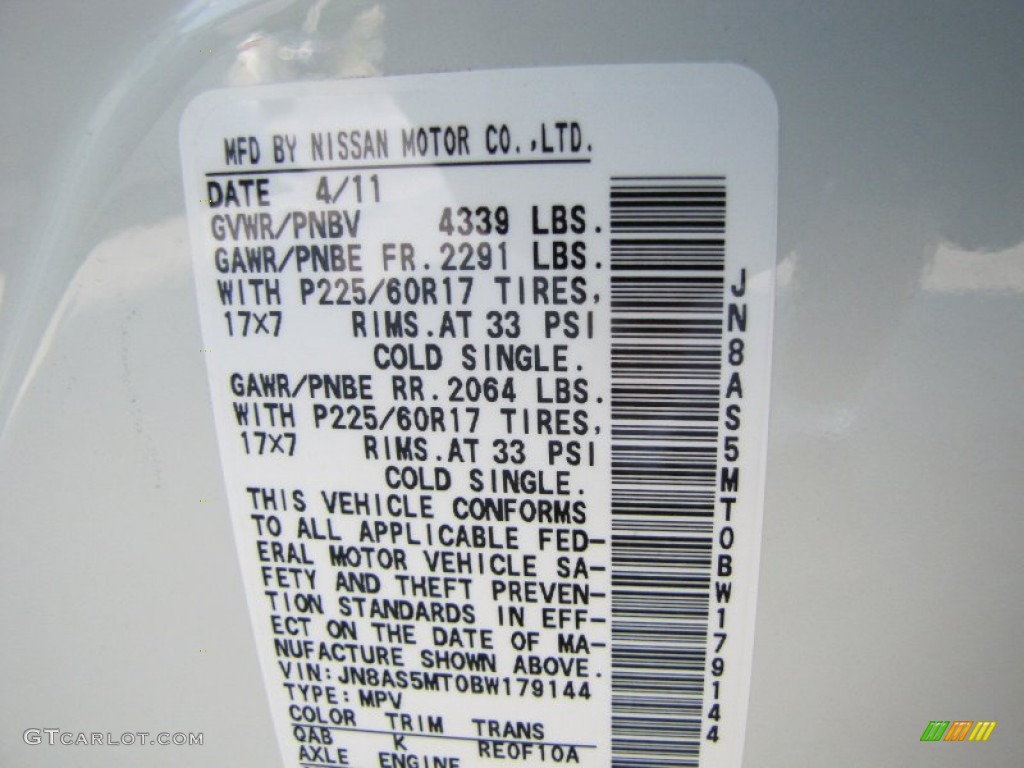 MFD BY NISSAN MOTOR CO.,LTD.
DATE 4/11
GVWR/PNBV 4339 LBS.
GAWR/PNBE FR.2291 LBS.
WITH P225/60R17 TIRES,
17X7 RIMS.AT 33 PSI
COLD SINGLE.
GAWR/PNBE RR.2064 LBS.
WITH P225/60R17 TIRES,
17X7 RIMS.AT 33 PSI
COLD SINGLE.
THIS VEHICLE CONFORMS
TO ALL APPLICABLE FED-
ERAL MOTOR VEHICLE SA-
FETY AND THEFT PREVEN-
TION STANDARDS IN EFF-
ECT ON THE DATE OF MA-
NUFACTURE SHOWN ABOVE.
VIN:JN8AS5MT0BW179144
TYPE:MPV
COLOR TRIM TRANS
QAB K RE0F10A
AXLE ENGINE
JN8AS5MT0BW179144
GTcarlot.com